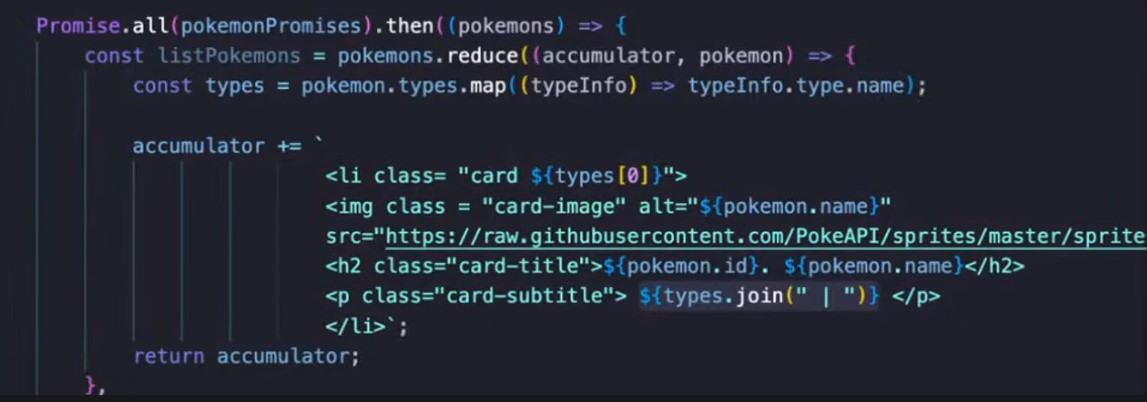 Promise.all(pokemonPromises).then((pokemons) => {
const listPokemons = pokemons.reduce((accumulator, pokemon) => {
const types = pokemon.types.map((typeInfo) => typeInfo.type.name);
accumulator += `
<li class= "card ${types[0]}">
<img class = "card-image" alt="${pokemon.name}"
src="https://raw.githubusercontent.com/PokeAPI/sprites/master/sprite
<h2 class="card-title">${pokemon.id}. ${pokemon.name}</h2>
<p class="card-subtitle"> ${types.join(" | ")} </p>
</li>`;
return accumulator;
},